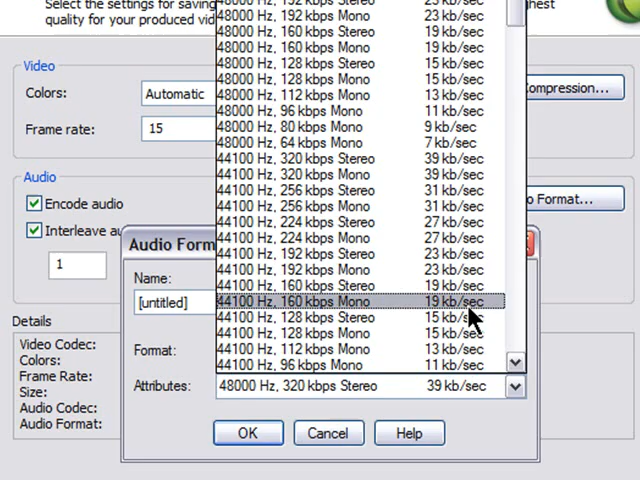 Select the settings for saving
quality for your produced vid
Video
Colors:
Automatic
Compression...
Frame rate:
15
Audio
Encode audio
Interleave au
1
o Format...
Details
Video Codec:
Colors:
Frame Rate:
Size:
Audio Codec:
Audio Format:
Audio Form
Name:
[untitled]
Format:
Attributes:
48000 Hz, 320 kbps Stereo 39 kb/sec
OK
Cancel
Help
48000 Hz, 192 kbps Stereo 23 kb/sec
48000 Hz, 192 kbps Mono 23 kb/sec
48000 Hz, 160 kbps Stereo 19 kb/sec
48000 Hz, 160 kbps Mono 19 kb/sec
48000 Hz, 128 kbps Stereo 15 kb/sec
48000 Hz, 128 kbps Mono 15 kb/sec
48000 Hz, 112 kbps Mono 13 kb/sec
48000 Hz, 96 kbps Mono 11 kb/sec
48000 Hz, 80 kbps Mono 9 kb/sec
48000 Hz, 64 kbps Mono 7 kb/sec
44100 Hz, 320 kbps Stereo 39 kb/sec
44100 Hz, 320 kbps Mono 39 kb/sec
44100 Hz, 256 kbps Stereo 31 kb/sec
44100 Hz, 256 kbps Mono 31 kb/sec
44100 Hz, 224 kbps Stereo 27 kb/sec
44100 Hz, 224 kbps Mono 27 kb/sec
44100 Hz, 192 kbps Stereo 23 kb/sec
44100 Hz, 192 kbps Mono 23 kb/sec
44100 Hz, 160 kbps Stereo 19 kb/sec
44100 Hz, 160 kbps Mono 19 kb/sec
44100 Hz, 128 kbps Stereo 15 kb/sec
44100 Hz, 128 kbps Mono 15 kb/sec
44100 Hz, 112 kbps Mono 13 kb/sec
44100 Hz, 96 kbps Mono 11 kb/sec